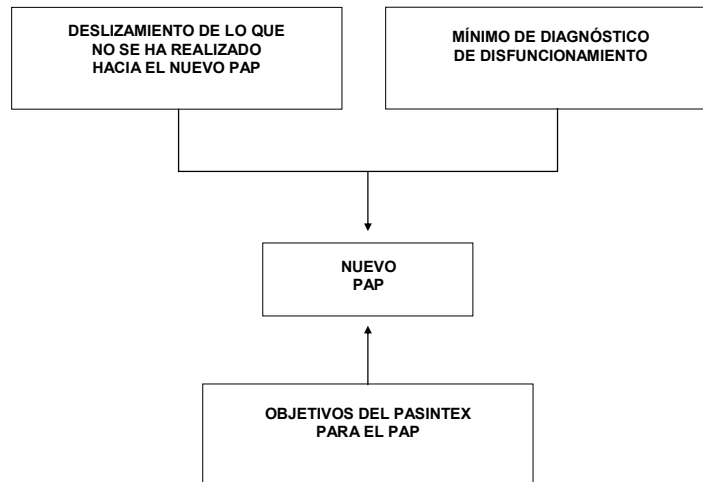 DESLIZAMIENTO DE LO QUE
NO SE HA REALIZADO
HACIA EL NUEVO PAP
MÍNIMO DE DIAGNÓSTICO
DE DISFUNCIONAMIENTO
NUEVO
PAP
OBJETIVOS DEL PASINTEX
PARA EL PAP